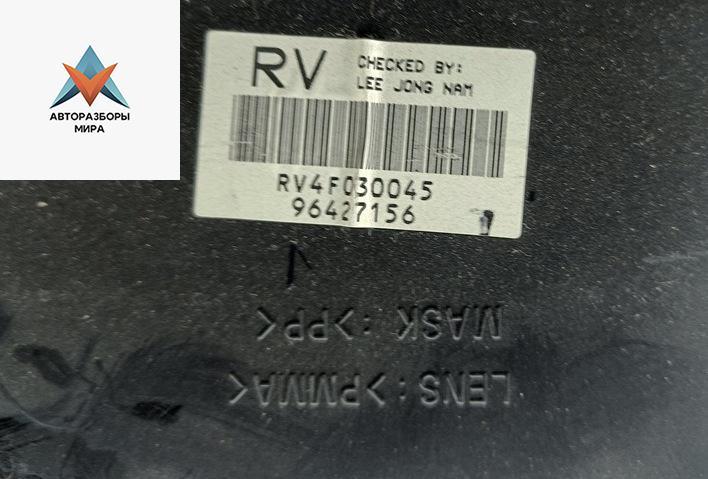 АВТОРАЗБОРЫ
МИРА
RV
CHECKED BY:
LEE JONG NAM
RV4F030045
96427156
MASK : >PP<
LENS : >PMMA<